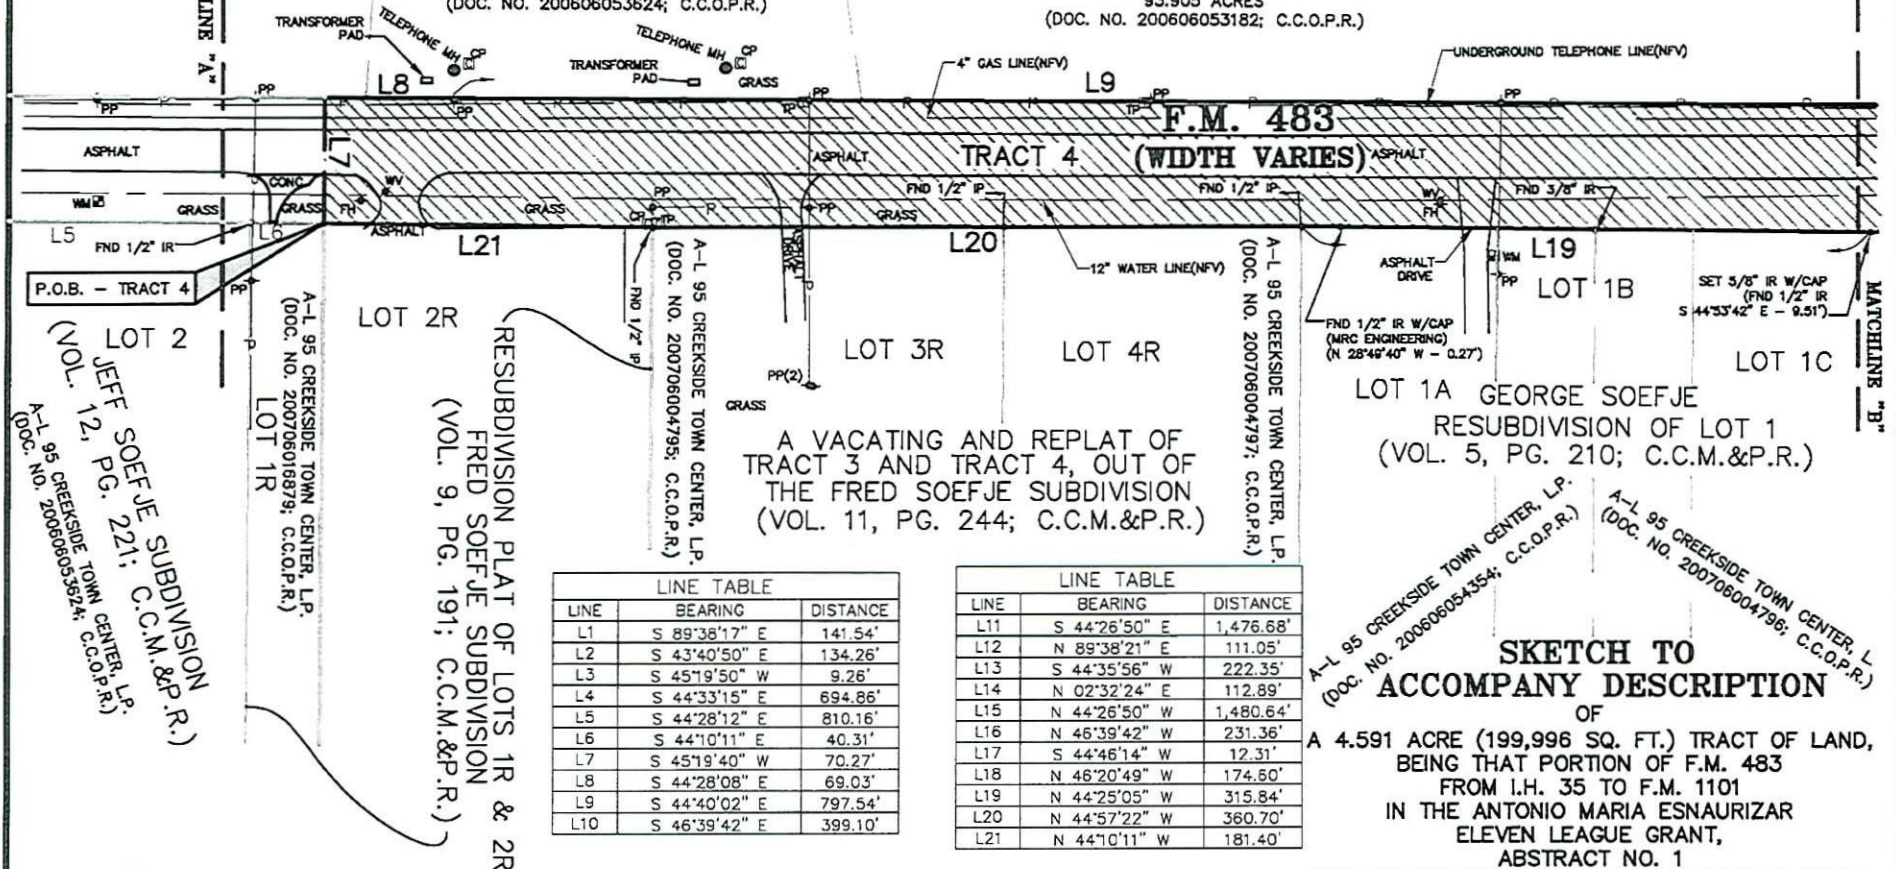 (DOC. NO. 200606053624; C.C.O.P.R.)
93.905 ACRES
(DOC. NO. 200606053182; C.C.O.P.R.)
LINE "A"
TRANSFORMER
PAD
TELEPHONE MH
CP
TRANSFORMER
PAD
TELEPHONE MH
CP
GRASS
4" GAS LINE(NFV)
UNDERGROUND TELEPHONE LINE(NFV)
L8
L9
PP
PP
PP
PP
TP
PP
TP
PP
PP
F.M. 483
(WIDTH VARIES)
TRACT 4
L7
ASPHALT
ASPHALT
ASPHALT
CONC.
WV
FH
WM
GRASS
GRASS
GRASS
PP
CP
TP
PP
GRASS
FND 1/2" IP
FND 1/2" IP
WV
FH
FND 3/8" IR
L5
L6
FND 1/2" IR
ASPHALT
L21
L20
L19
P.O.B. - TRACT 4
PP
ASPHALT
DRIVE
12" WATER LINE(NFV)
ASPHALT
DRIVE
WM
PP
LOT 1B
SET 5/8" IR W/CAP
(FND 1/2" IR
S 44°53'42" E - 9.51')
MATCHLINE "B"
LOT 2
LOT 2R
FND 1/2" IP
LOT 3R
LOT 4R
PP(2)
GRASS
FND 1/2" IR W/CAP
(MRC ENGINEERING)
(N 28°49'40" W - 0.27')
LOT 1A
LOT 1C
JEFF SOEFJE SUBDIVISION
(VOL. 12, PG. 221; C.C.M.&P.R.)
A-L 95 CREEKSIDE TOWN CENTER, L.P.
(DOC. NO. 200606053624; C.C.O.P.R.)
LOT 1R
A-L 95 CREEKSIDE TOWN CENTER, L.P.
(DOC. NO. 200706016879; C.C.O.P.R.)
RESUBDIVISION PLAT OF LOTS 1R & 2R
FRED SOEFJE SUBDIVISION
(VOL. 9, PG. 191; C.C.M.&P.R.)
A-L 95 CREEKSIDE TOWN CENTER, L.P.
(DOC. NO. 200706004795; C.C.O.P.R.)
A VACATING AND REPLAT OF
TRACT 3 AND TRACT 4, OUT OF
THE FRED SOEFJE SUBDIVISION
(VOL. 11, PG. 244; C.C.M.&P.R.)
A-L 95 CREEKSIDE TOWN CENTER, L.P.
(DOC. NO. 200706004797; C.C.O.P.R.)
GEORGE SOEFJE
RESUBDIVISION OF LOT 1
(VOL. 5, PG. 210; C.C.M.&P.R.)
A-L 95 CREEKSIDE TOWN CENTER, L.P.
(DOC. NO. 200606054354; C.C.O.P.R.)
A-L 95 CREEKSIDE TOWN CENTER, L
(DOC. NO. 200706004796; C.C.O.P.R.)
LINE TABLE
LINE BEARING DISTANCE
L1 S 89°38'17" E 141.54'
L2 S 43°40'50" E 134.26'
L3 S 45°19'50" W 9.26'
L4 S 44°33'15" E 694.86'
L5 S 44°28'12" E 810.16'
L6 S 44°10'11" E 40.31'
L7 S 45°19'40" W 70.27'
L8 S 44°28'08" E 69.03'
L9 S 44°40'02" E 797.54'
L10 S 46°39'42" E 399.10'
LINE TABLE
LINE BEARING DISTANCE
L11 S 44°26'50" E 1,476.68'
L12 N 89°38'21" E 111.05'
L13 S 44°35'56" W 222.35'
L14 N 02°32'24" E 112.89'
L15 N 44°26'50" W 1,480.64'
L16 N 46°39'42" W 231.36'
L17 S 44°46'14" W 12.31'
L18 N 46°20'49" W 174.60'
L19 N 44°25'05" W 315.84'
L20 N 44°57'22" W 360.70'
L21 N 44°10'11" W 181.40'
SKETCH TO
ACCOMPANY DESCRIPTION
OF
A 4.591 ACRE (199,996 SQ. FT.) TRACT OF LAND,
BEING THAT PORTION OF F.M. 483
FROM I.H. 35 TO F.M. 1101
IN THE ANTONIO MARIA ESNAURIZAR
ELEVEN LEAGUE GRANT,
ABSTRACT NO. 1